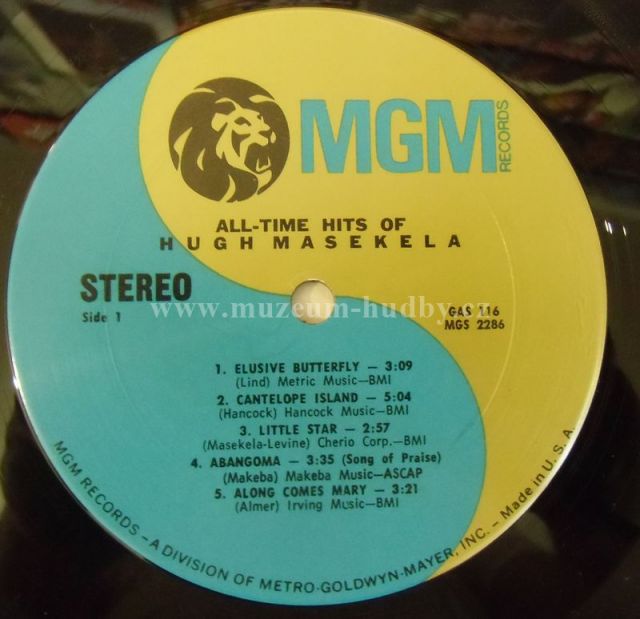 MGM
RECORDS
ALL-TIME HITS OF
HUGH MASEKELA
STEREO
Side 1
www.muzeum-hudby.cz
GAS 116
MGS 2286
1. ELUSIVE BUTTERFLY — 3:09
(Lind) Metric Music—BMI
2. CANTELOPE ISLAND — 5:04
(Hancock) Hancock Music—BMI
3. LITTLE STAR — 2:57
(Masekela-Levine) Cherio Corp.—BMI
4. ABANGOMA — 3:35 (Song of Praise)
(Makeba) Makeba Music—ASCAP
5. ALONG COMES MARY — 3:21
(Almer) Irving Music—BMI
MGM RECORDS – A DIVISION OF METRO-GOLDWYN-MAYER, INC. – Made in U. S. A.